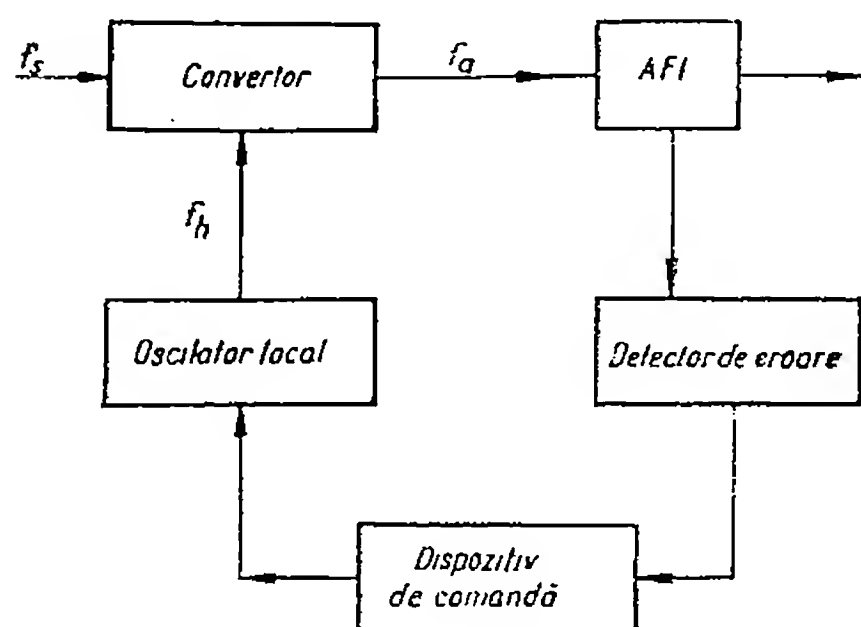 f_s
Convertor
f_a
AFI
f_h
Oscilator local
Detector de eroare
Dispozitiv
de comandă